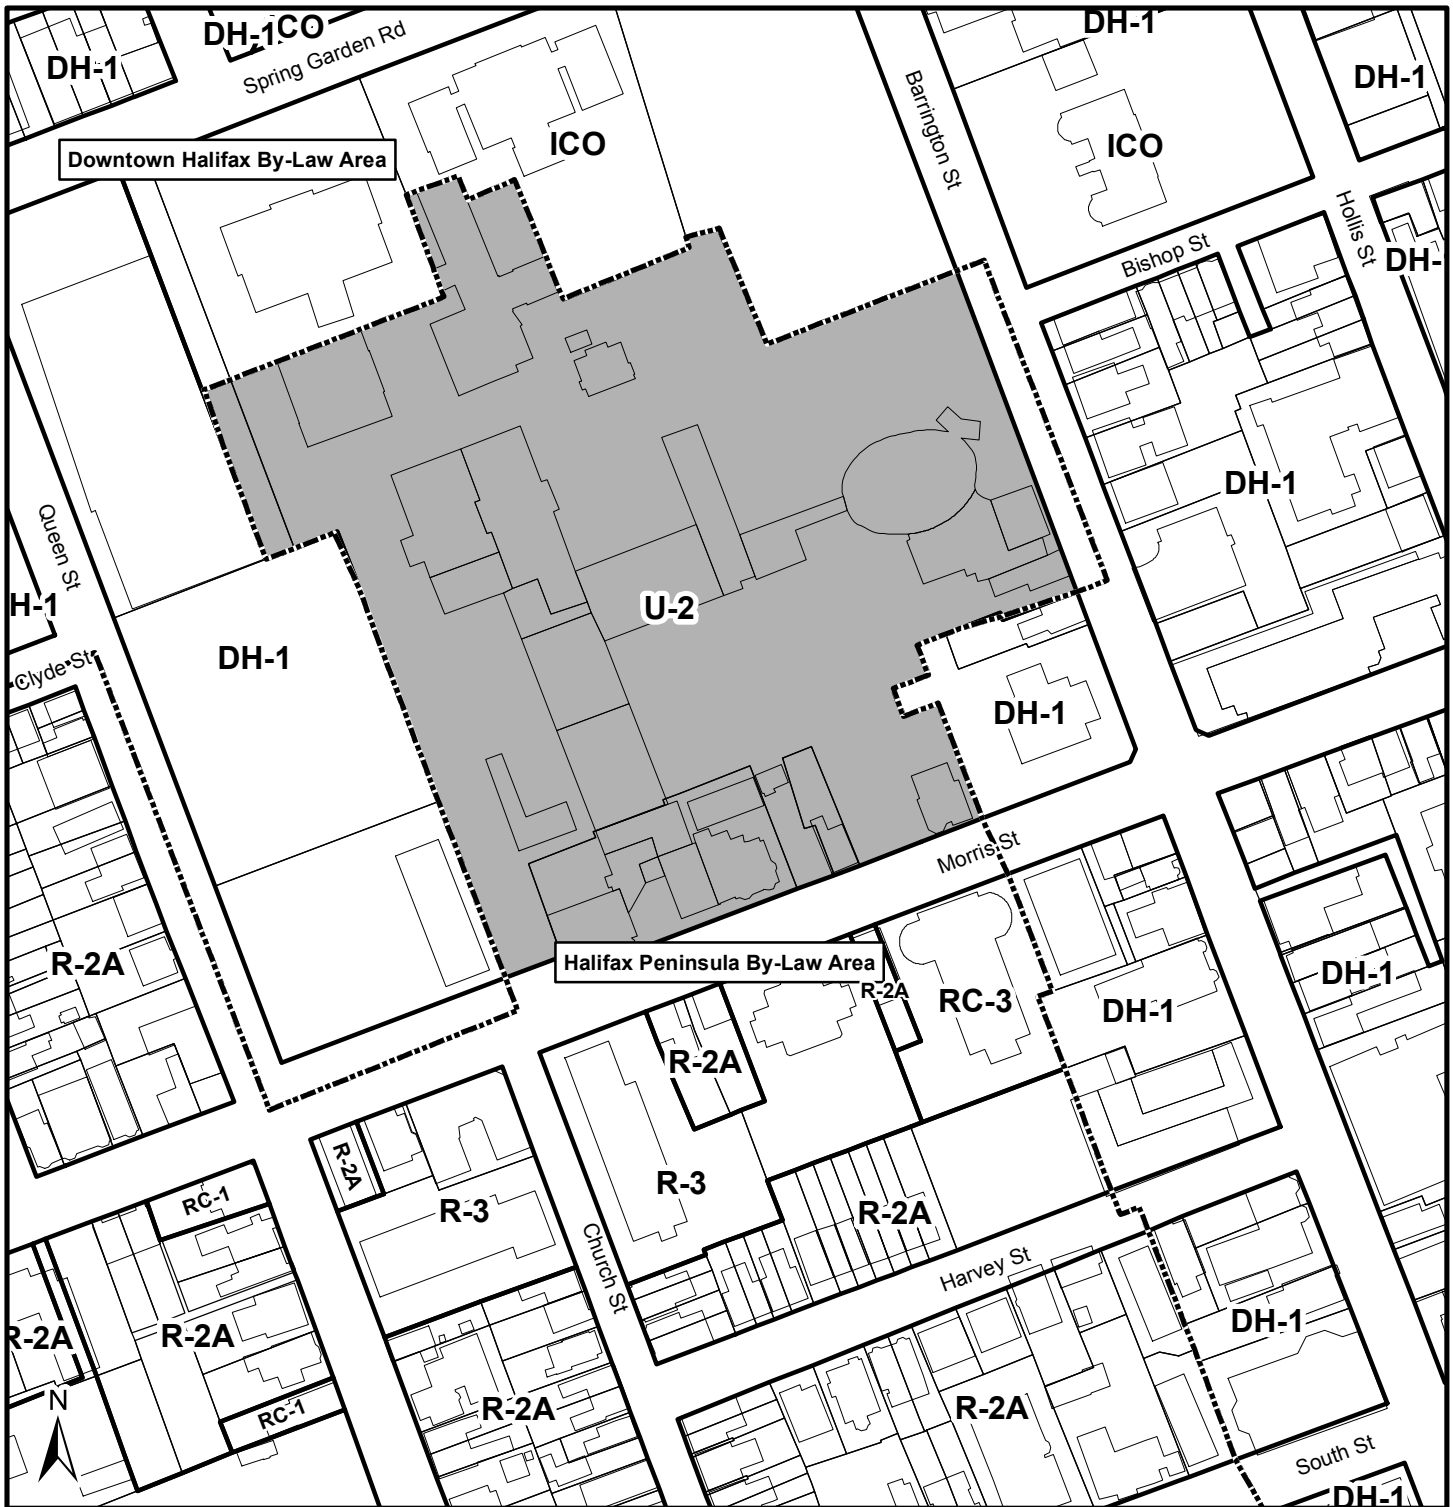 DH-1
ICO
DH-1
DH-1
Spring Garden Rd
DH-1
Barrington St
Downtown Halifax By-Law Area
ICO
ICO
Hollis St
Bishop St
DH-
DH-1
Queen St
H-1
U-2
Clyde St
DH-1
DH-1
Morris St
R-2A
Halifax Peninsula By-Law Area
R-2A
RC-3
DH-1
DH-1
R-2A
R-2A
R-3
R-3
RC-1
R-2A
Church St
Harvey St
R-2A
R-2A
DH-1
N
RC-1
R-2A
R-2A
South St
DH-1